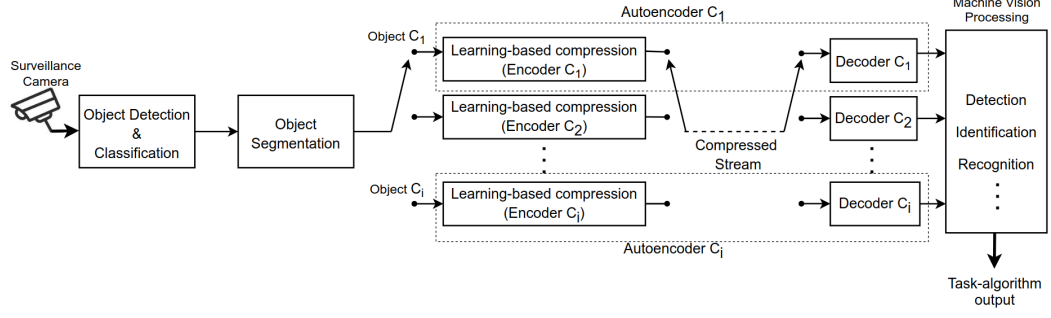 Machine Vision
Processing
Autoencoder C1
Object C1
Learning-based compression
(Encoder C1)
Decoder C1
Surveillance
Camera
Object Detection
&
Classification
Object
Segmentation
Learning-based compression
(Encoder C2)
Decoder C2
Compressed
Stream
Detection
Identification
Recognition
Object Ci
Learning-based compression
(Encoder Ci)
Decoder Ci
Autoencoder Ci
Task-algorithm
output